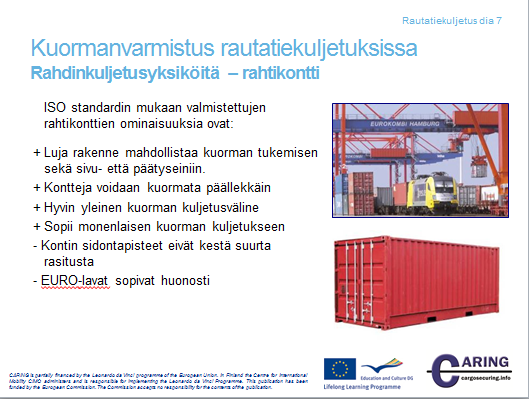 Rautatiekuljetus dia 7
Kuormanvarmistus rautatiekuljetuksissa
Rahdinkuljetusyksiköitä – rahtikontti
ISO standardin mukaan valmistettujen
rahtikonttien ominaisuuksia ovat:
+ Luja rakenne mahdollistaa kuorman tukemisen
sekä sivu- että päätyseiniin.
+ Kontteja voidaan kuormata päällekkäin
+ Hyvin yleinen kuorman kuljetusväline
+ Sopii monenlaisen kuorman kuljetukseen
- Kontin sidontapisteet eivät kestä suurta
rasitusta
- EURO-lavat sopivat huonosti
EUROKOMBI HAMBURG
CARING is partially financed by the Leonardo da Vinci programme of the European Union. In Finland the Centre for International
Mobility CIMO administers and is responsible for implementing the Leonardo da Vinci Programme. This publication has been
funded by the European Commission. The Commission accepts no responsibility for the contents of the publication.
Education and Culture DG
Lifelong Learning Programme
CARING
cargosecuring.info